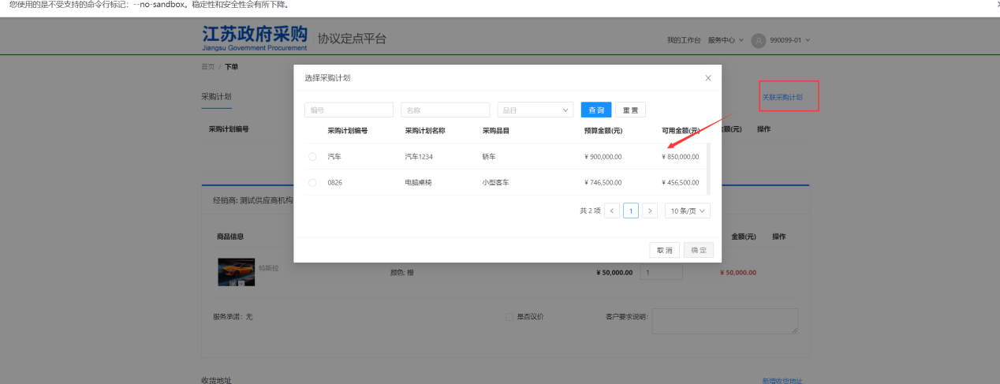 您使用的是不受支持的命令行标记：--no-sandbox。稳定性和安全性会有所下降。
江苏政府采购 协议定点平台
Jiangsu Government Procurement
我的工作台 服务中心 990099-01
首页 / 下单
选择采购计划
采购计划
关联采购计划
编号 名称 品目 查 询 重 置
采购计划编号 采购计划编号 采购计划名称 采购品目 预算金额(元) 可用金额(元) 金额(元) 操作
汽车 汽车1234 轿车 ¥ 900,000.00 ¥ 850,000.00
0826 电脑桌椅 小型客车 ¥ 746,500.00 ¥ 456,500.00
经销商: 测试供应商机构
共 2 项 < 1 > 10 条/页
商品信息 金额(元) 操作
取 消 确 定
特斯拉
颜色: 橙 ¥ 50,000.00 1 ¥ 50,000.00
服务承诺：无 是否议价 客户要求说明：
收货地址 新增收货地址